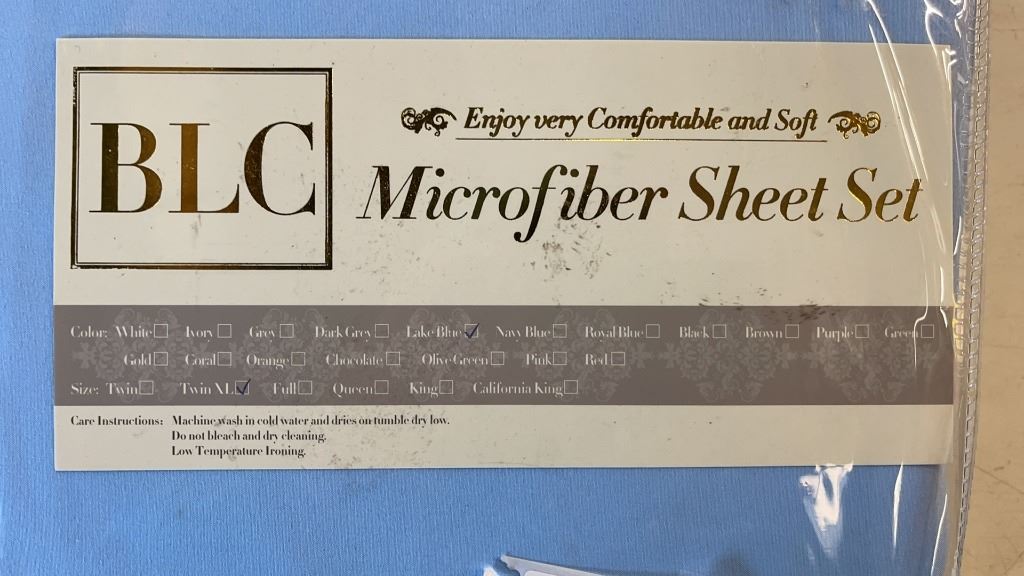 BLC
Enjoy very Comfortable and Soft
Microfiber Sheet Set
Color: White☐ Ivory☐ Grey☐ Dark Grey☐ Lake Blue☑ Navy Blue☐ Royal Blue☐ Black☐ Brown☐ Purple☐ Green☐
Gold☐ Coral☐ Orange☐ Chocolate☐ Olive Green☐ Pink☐ Red☐
Size: Twin☐ Twin XL☑ Full☐ Queen☐ King☐ California King☐
Care Instructions: Machine wash in cold water and dries on tumble dry low.
Do not bleach and dry cleaning.
Low Temperature Ironing.